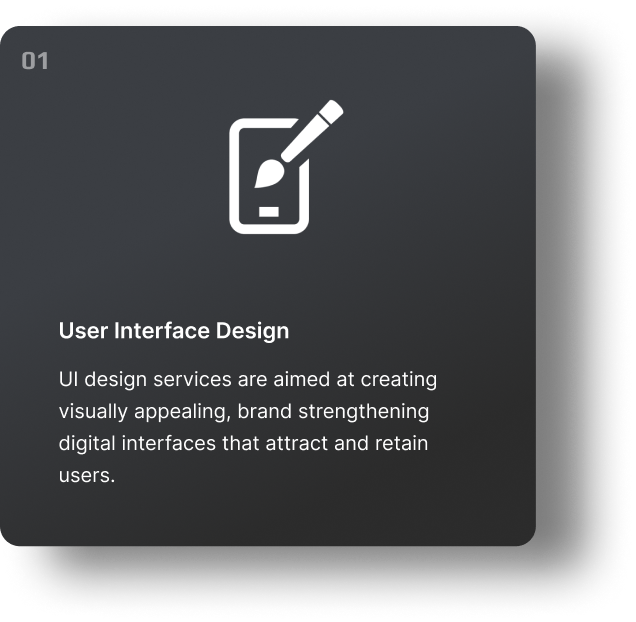 01
User Interface Design
UI design services are aimed at creating
visually appealing, brand strengthening
digital interfaces that attract and retain
users.